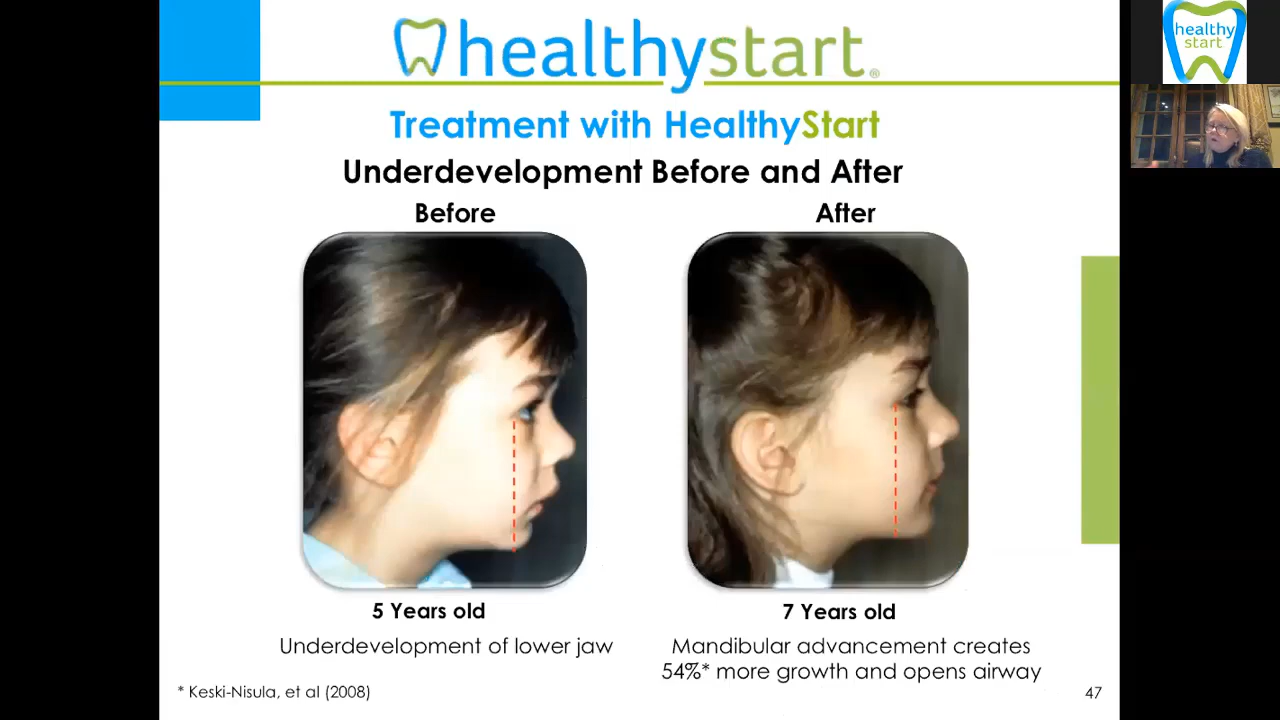 healthystart®
healthy
start
Treatment with HealthyStart
Underdevelopment Before and After
Before
After
5 Years old
7 Years old
Underdevelopment of lower jaw
Mandibular advancement creates
54%* more growth and opens airway
* Keski-Nisula, et al (2008)
47